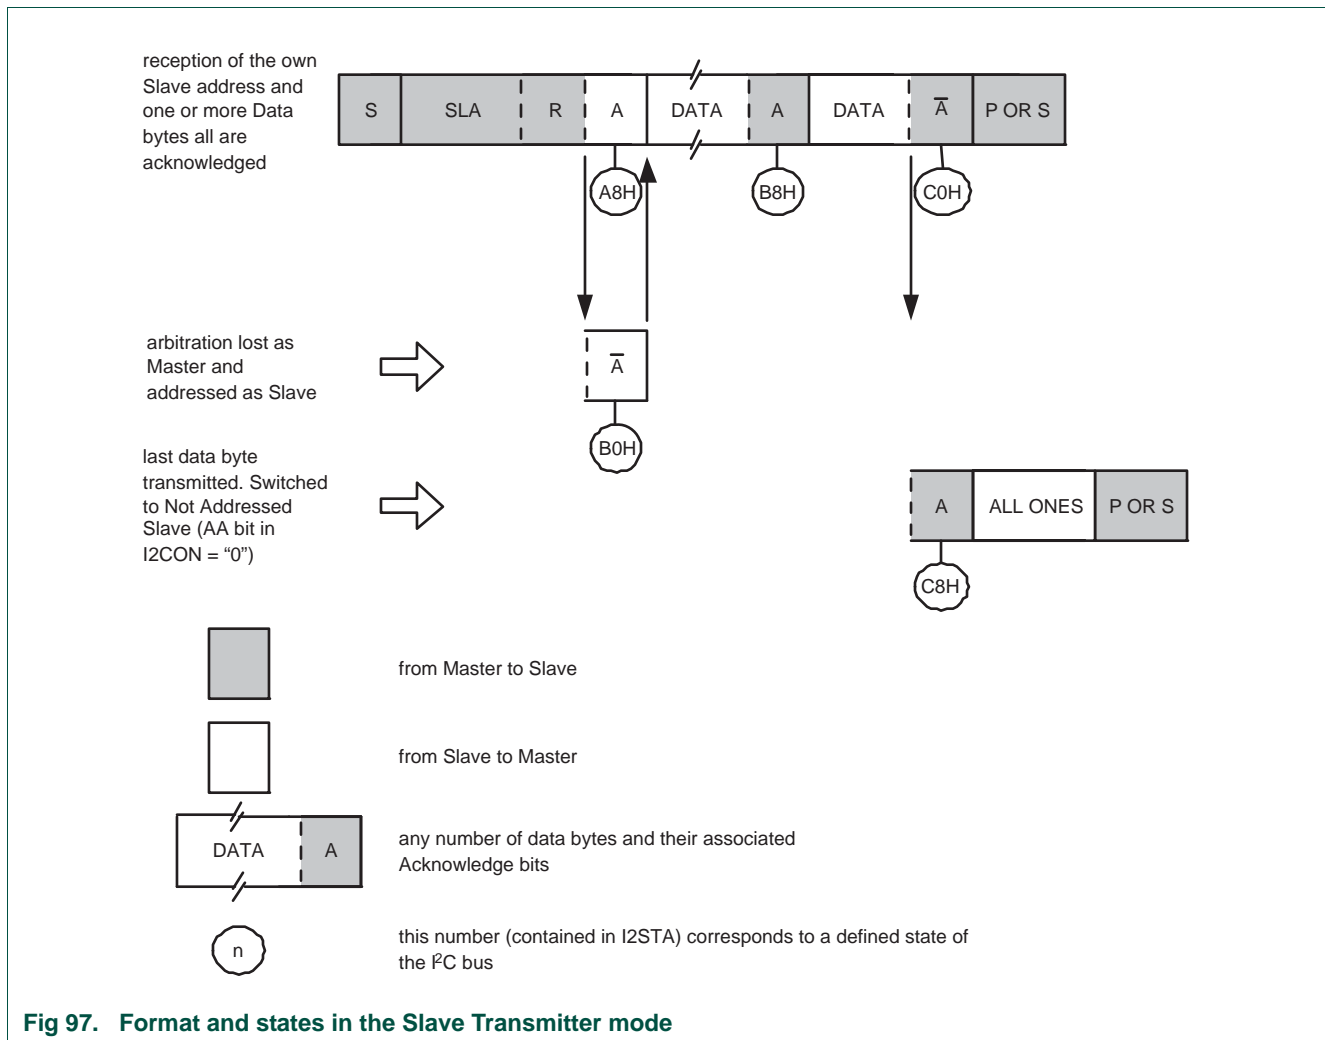 reception of the own
Slave address and
one or more Data
bytes all are
acknowledged
S SLA R A DATA A DATA A̅ P OR S
A8H B8H C0H
arbitration lost as
Master and
addressed as Slave
A̅
B0H
last data byte
transmitted. Switched
to Not Addressed
Slave (AA bit in
I2CON = “0”)
A ALL ONES P OR S
C8H
from Master to Slave
from Slave to Master
DATA A
any number of data bytes and their associated
Acknowledge bits
n
this number (contained in I2STA) corresponds to a defined state of
the I²C bus
Fig 97. Format and states in the Slave Transmitter mode